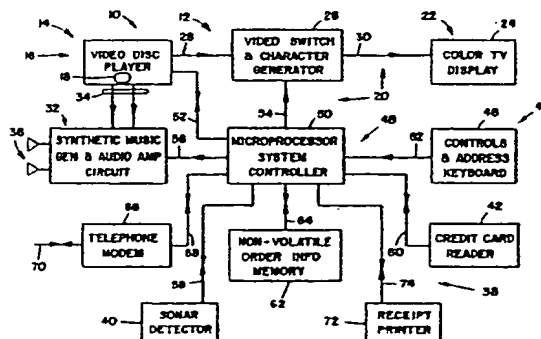 10
12
14
26
22
VIDEO DISC PLAYER
28
VIDEO SWITCH & CHARACTER GENERATOR
30
24
COLOR TV DISPLAY
16
18
34
20
32
52
54
50
48
46
SYNTHETIC MUSIC GEN & AUDIO AMP CIRCUIT
36
56
MICROPROCESSOR SYSTEM CONTROLLER
CONTROLS & ADDRESS KEYBOARD
66
64
42
TELEPHONE MODEM
70
NON-VOLATILE ORDER INFO MEMORY
60
CREDIT CARD READER
58
62
74
38
40
SONAR DETECTOR
72
RECEIPT PRINTER